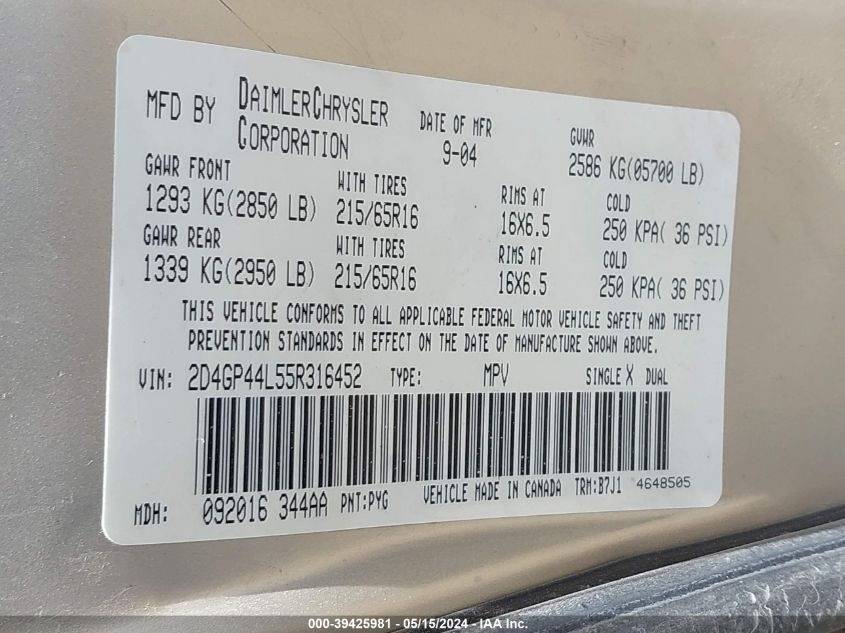 MFD BY DAIMLERCHRYSLER CORPORATION DATE OF MFR 9-04 GVWR 2586 KG(05700 LB)
GAWR FRONT WITH TIRES RIMS AT COLD
1293 KG(2850 LB) 215/65R16 16X6.5 250 KPA( 36 PSI)
GAWR REAR WITH TIRES RIMS AT COLD
1339 KG(2950 LB) 215/65R16 16X6.5 250 KPA( 36 PSI)
THIS VEHICLE CONFORMS TO ALL APPLICABLE FEDERAL MOTOR VEHICLE SAFETY AND THEFT
PREVENTION STANDARDS IN EFFECT ON THE DATE OF MANUFACTURE SHOWN ABOVE.
VIN: 2D4GP44L55R316452 TYPE: MPV SINGLE X DUAL
MDH: 092016 344AA PNT:PYG VEHICLE MADE IN CANADA TRM:B7J1 4648505
000-39425981 / 05/15/2024 - IAA Inc.